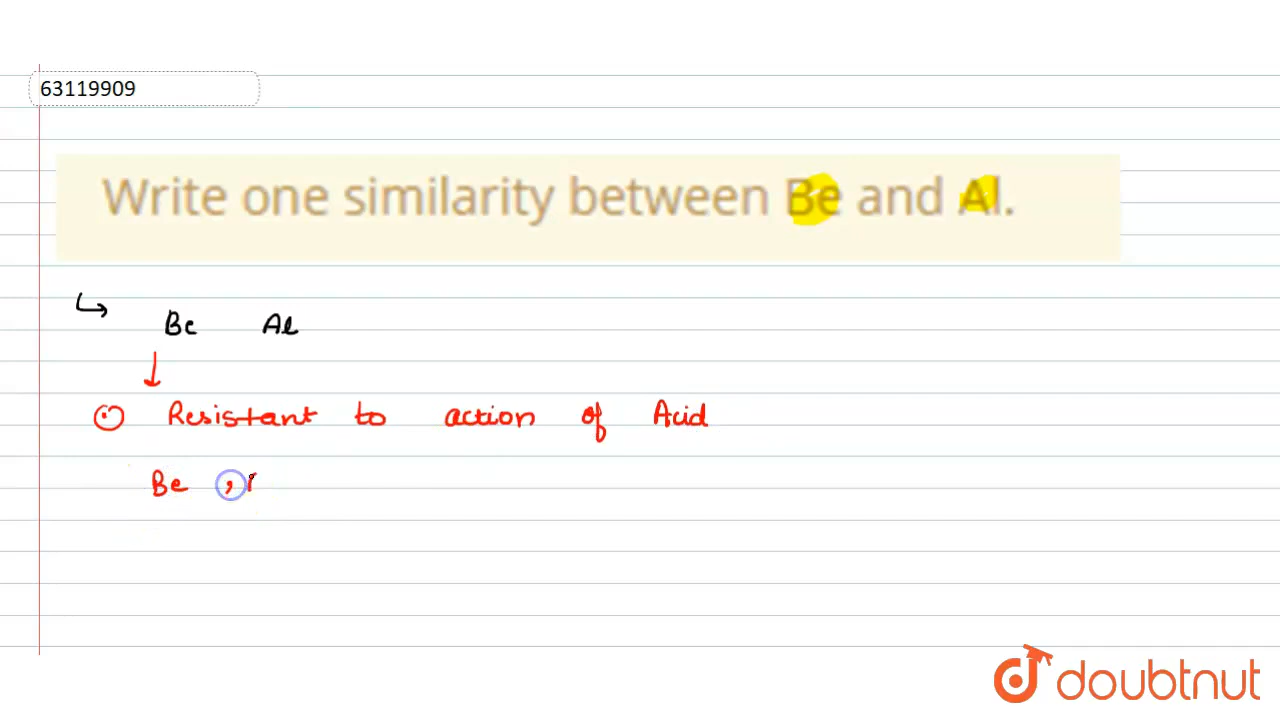 63119909
Write one similarity between Be and Al.
Be Al
Resistant to action of Acid
Be ,
doubtnut